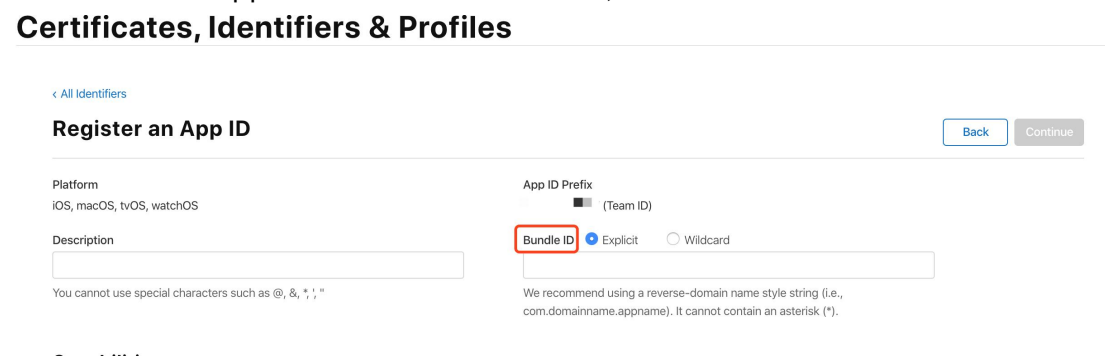 Certificates, Identifiers & Profiles
< All Identifiers
Register an App ID
Back
Continue
Platform
App ID Prefix
iOS, macOS, tvOS, watchOS
(Team ID)
Description
Bundle ID
Explicit
Wildcard
You cannot use special characters such as @, &, *, ', "
We recommend using a reverse-domain name style string (i.e.,
com.domainname.appname). It cannot contain an asterisk (*).